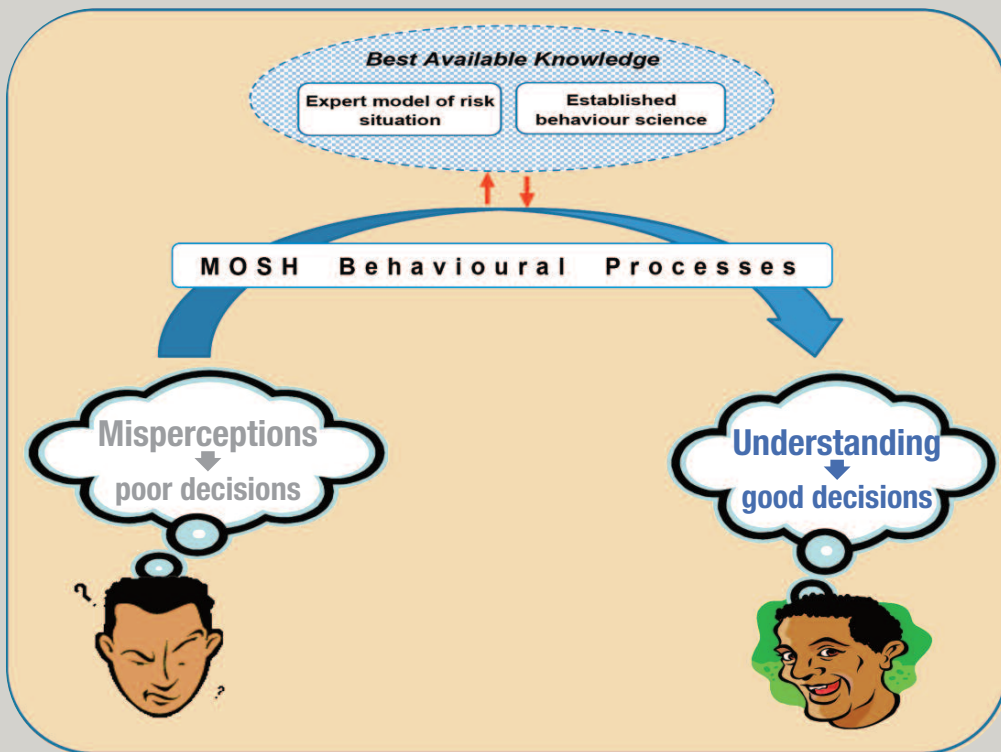 Best Available Knowledge
Expert model of risk
situation
Established
behaviour science
MOSH Behavioural Processes
Misperceptions
poor decisions
Understanding
good decisions
?
?